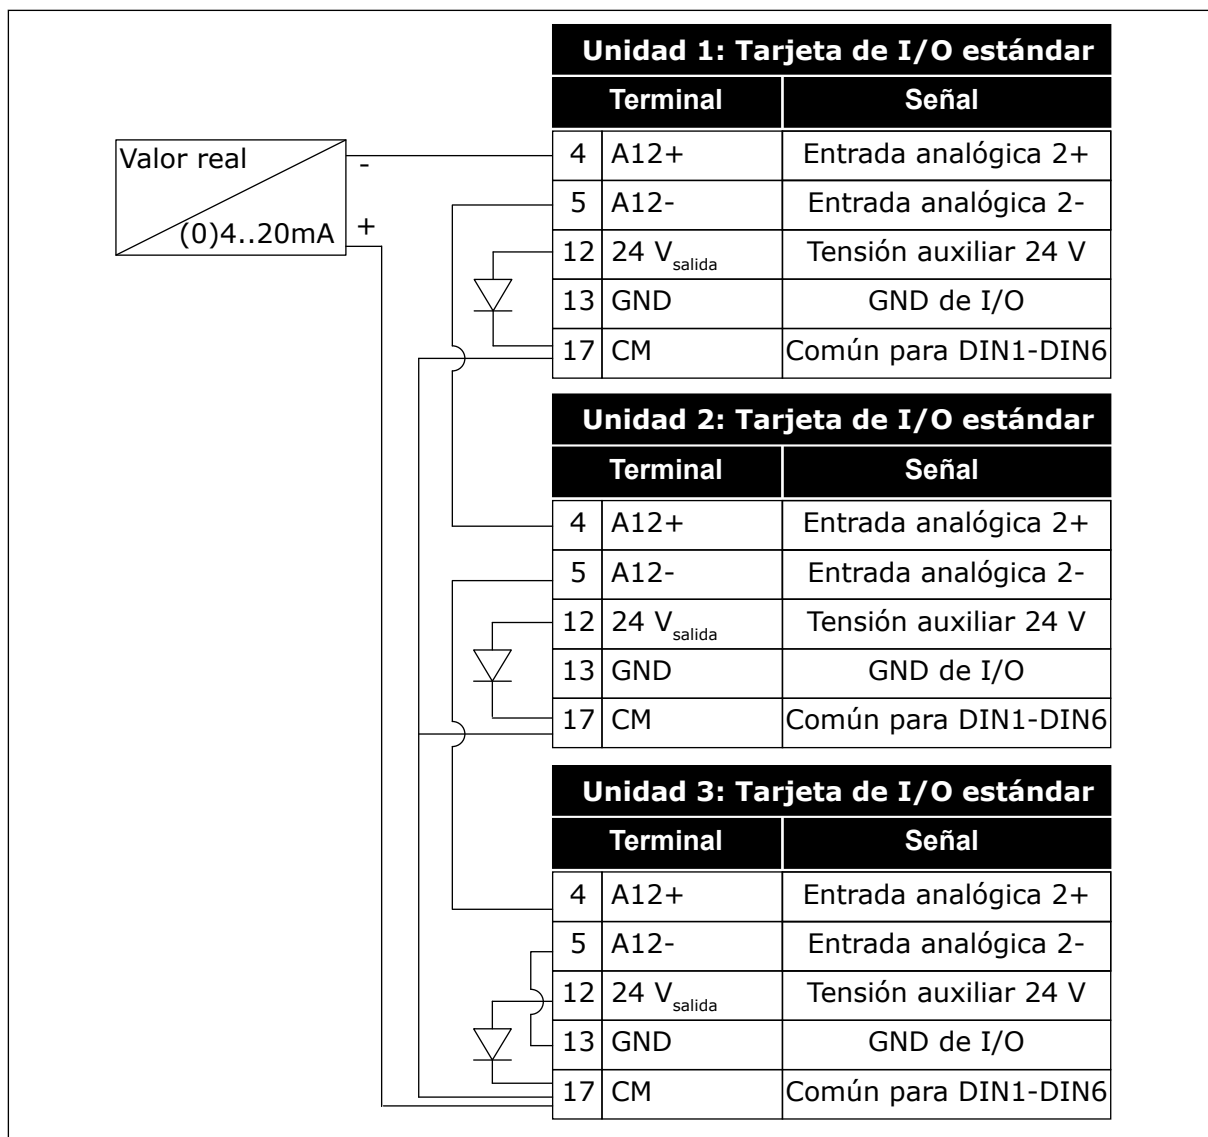 Valor real
-
+
(0)4..20mA
Unidad 1: Tarjeta de I/O estándar
Terminal Señal
4 A12+ Entrada analógica 2+
5 A12- Entrada analógica 2-
12 24 Vsalida Tensión auxiliar 24 V
13 GND GND de I/O
17 CM Común para DIN1-DIN6
Unidad 2: Tarjeta de I/O estándar
Terminal Señal
4 A12+ Entrada analógica 2+
5 A12- Entrada analógica 2-
12 24 Vsalida Tensión auxiliar 24 V
13 GND GND de I/O
17 CM Común para DIN1-DIN6
Unidad 3: Tarjeta de I/O estándar
Terminal Señal
4 A12+ Entrada analógica 2+
5 A12- Entrada analógica 2-
12 24 Vsalida Tensión auxiliar 24 V
13 GND GND de I/O
17 CM Común para DIN1-DIN6